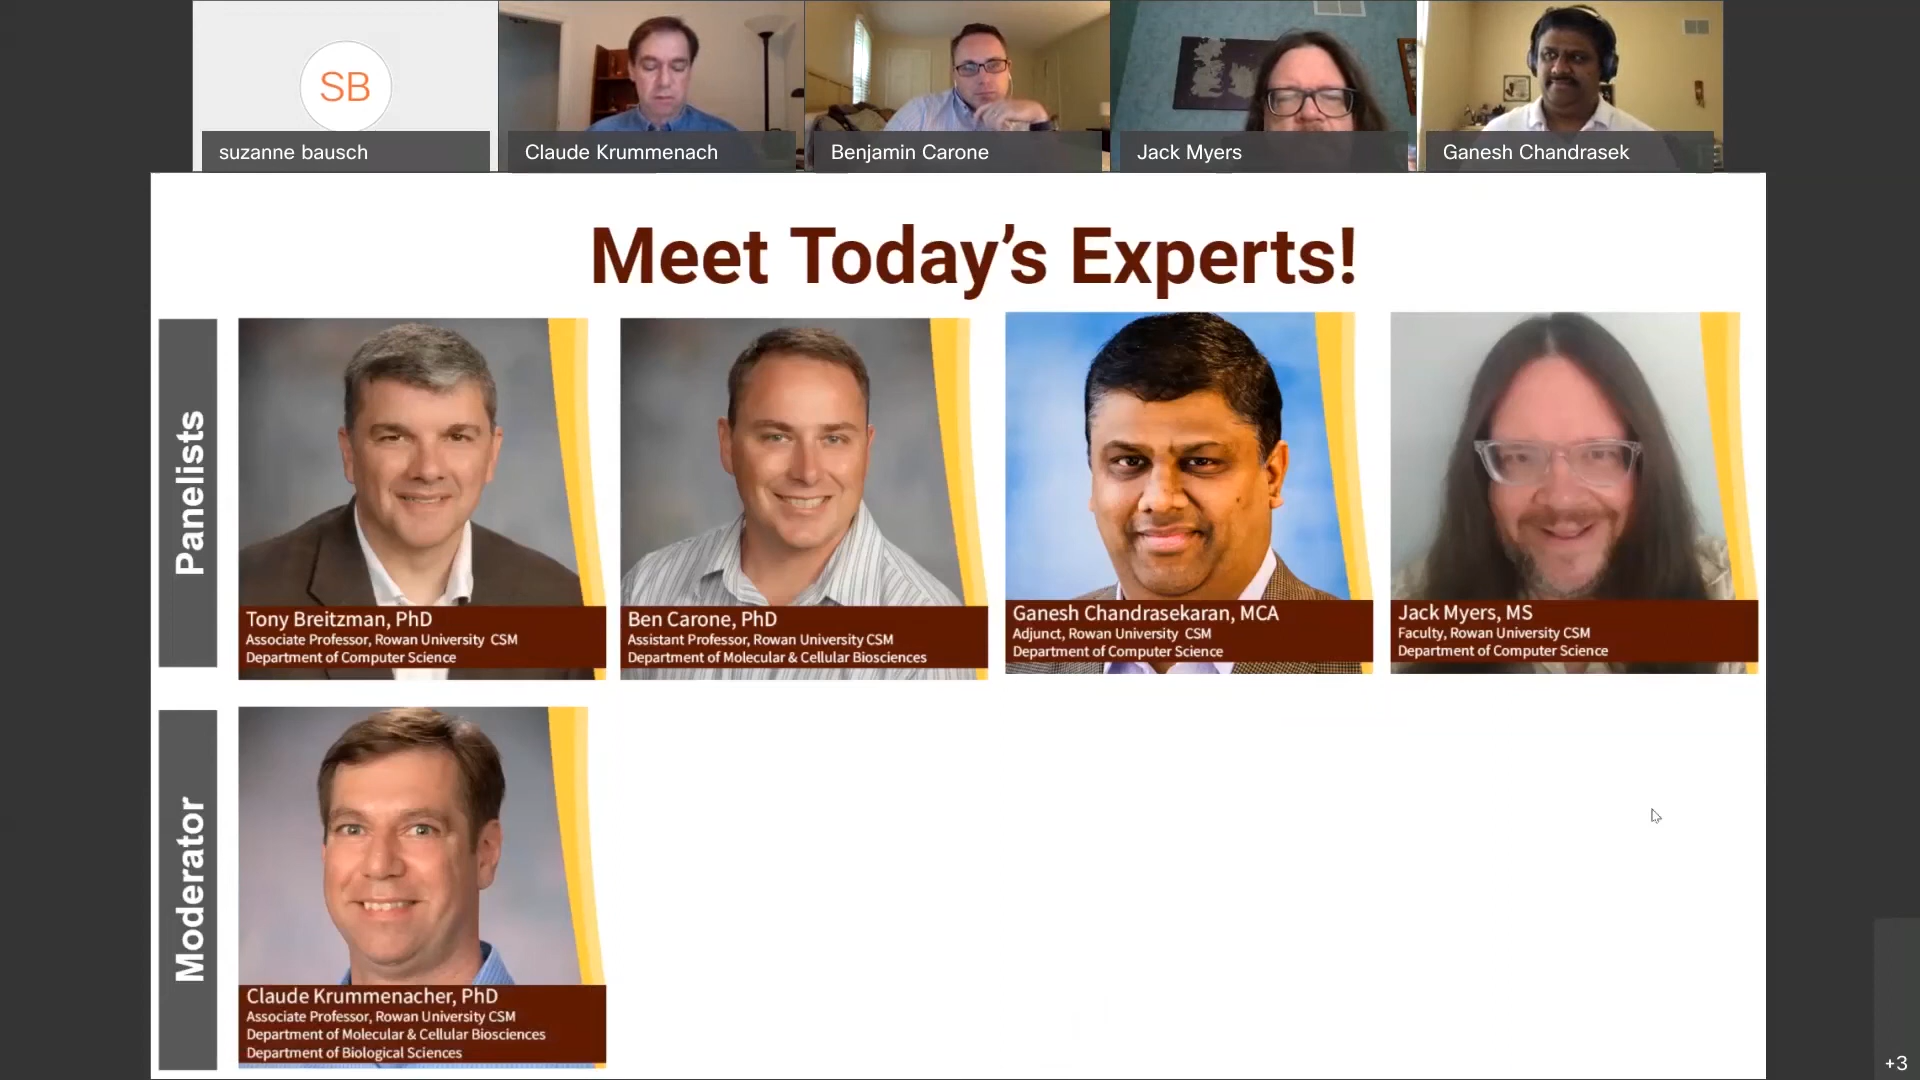 SB
suzanne bausch
Claude Krummenach
Benjamin Carone
Jack Myers
Ganesh Chandrasek
Meet Today's Experts!
Panelists
Tony Breitzman, PhD
Associate Professor, Rowan University CSM
Department of Computer Science
Ben Carone, PhD
Assistant Professor, Rowan University CSM
Department of Molecular & Cellular Biosciences
Ganesh Chandrasekaran, MCA
Adjunct, Rowan University CSM
Department of Computer Science
Jack Myers, MS
Faculty, Rowan University CSM
Department of Computer Science
Moderator
Claude Krummenacher, PhD
Associate Professor, Rowan University CSM
Department of Molecular & Cellular Biosciences
Department of Biological Sciences
+3